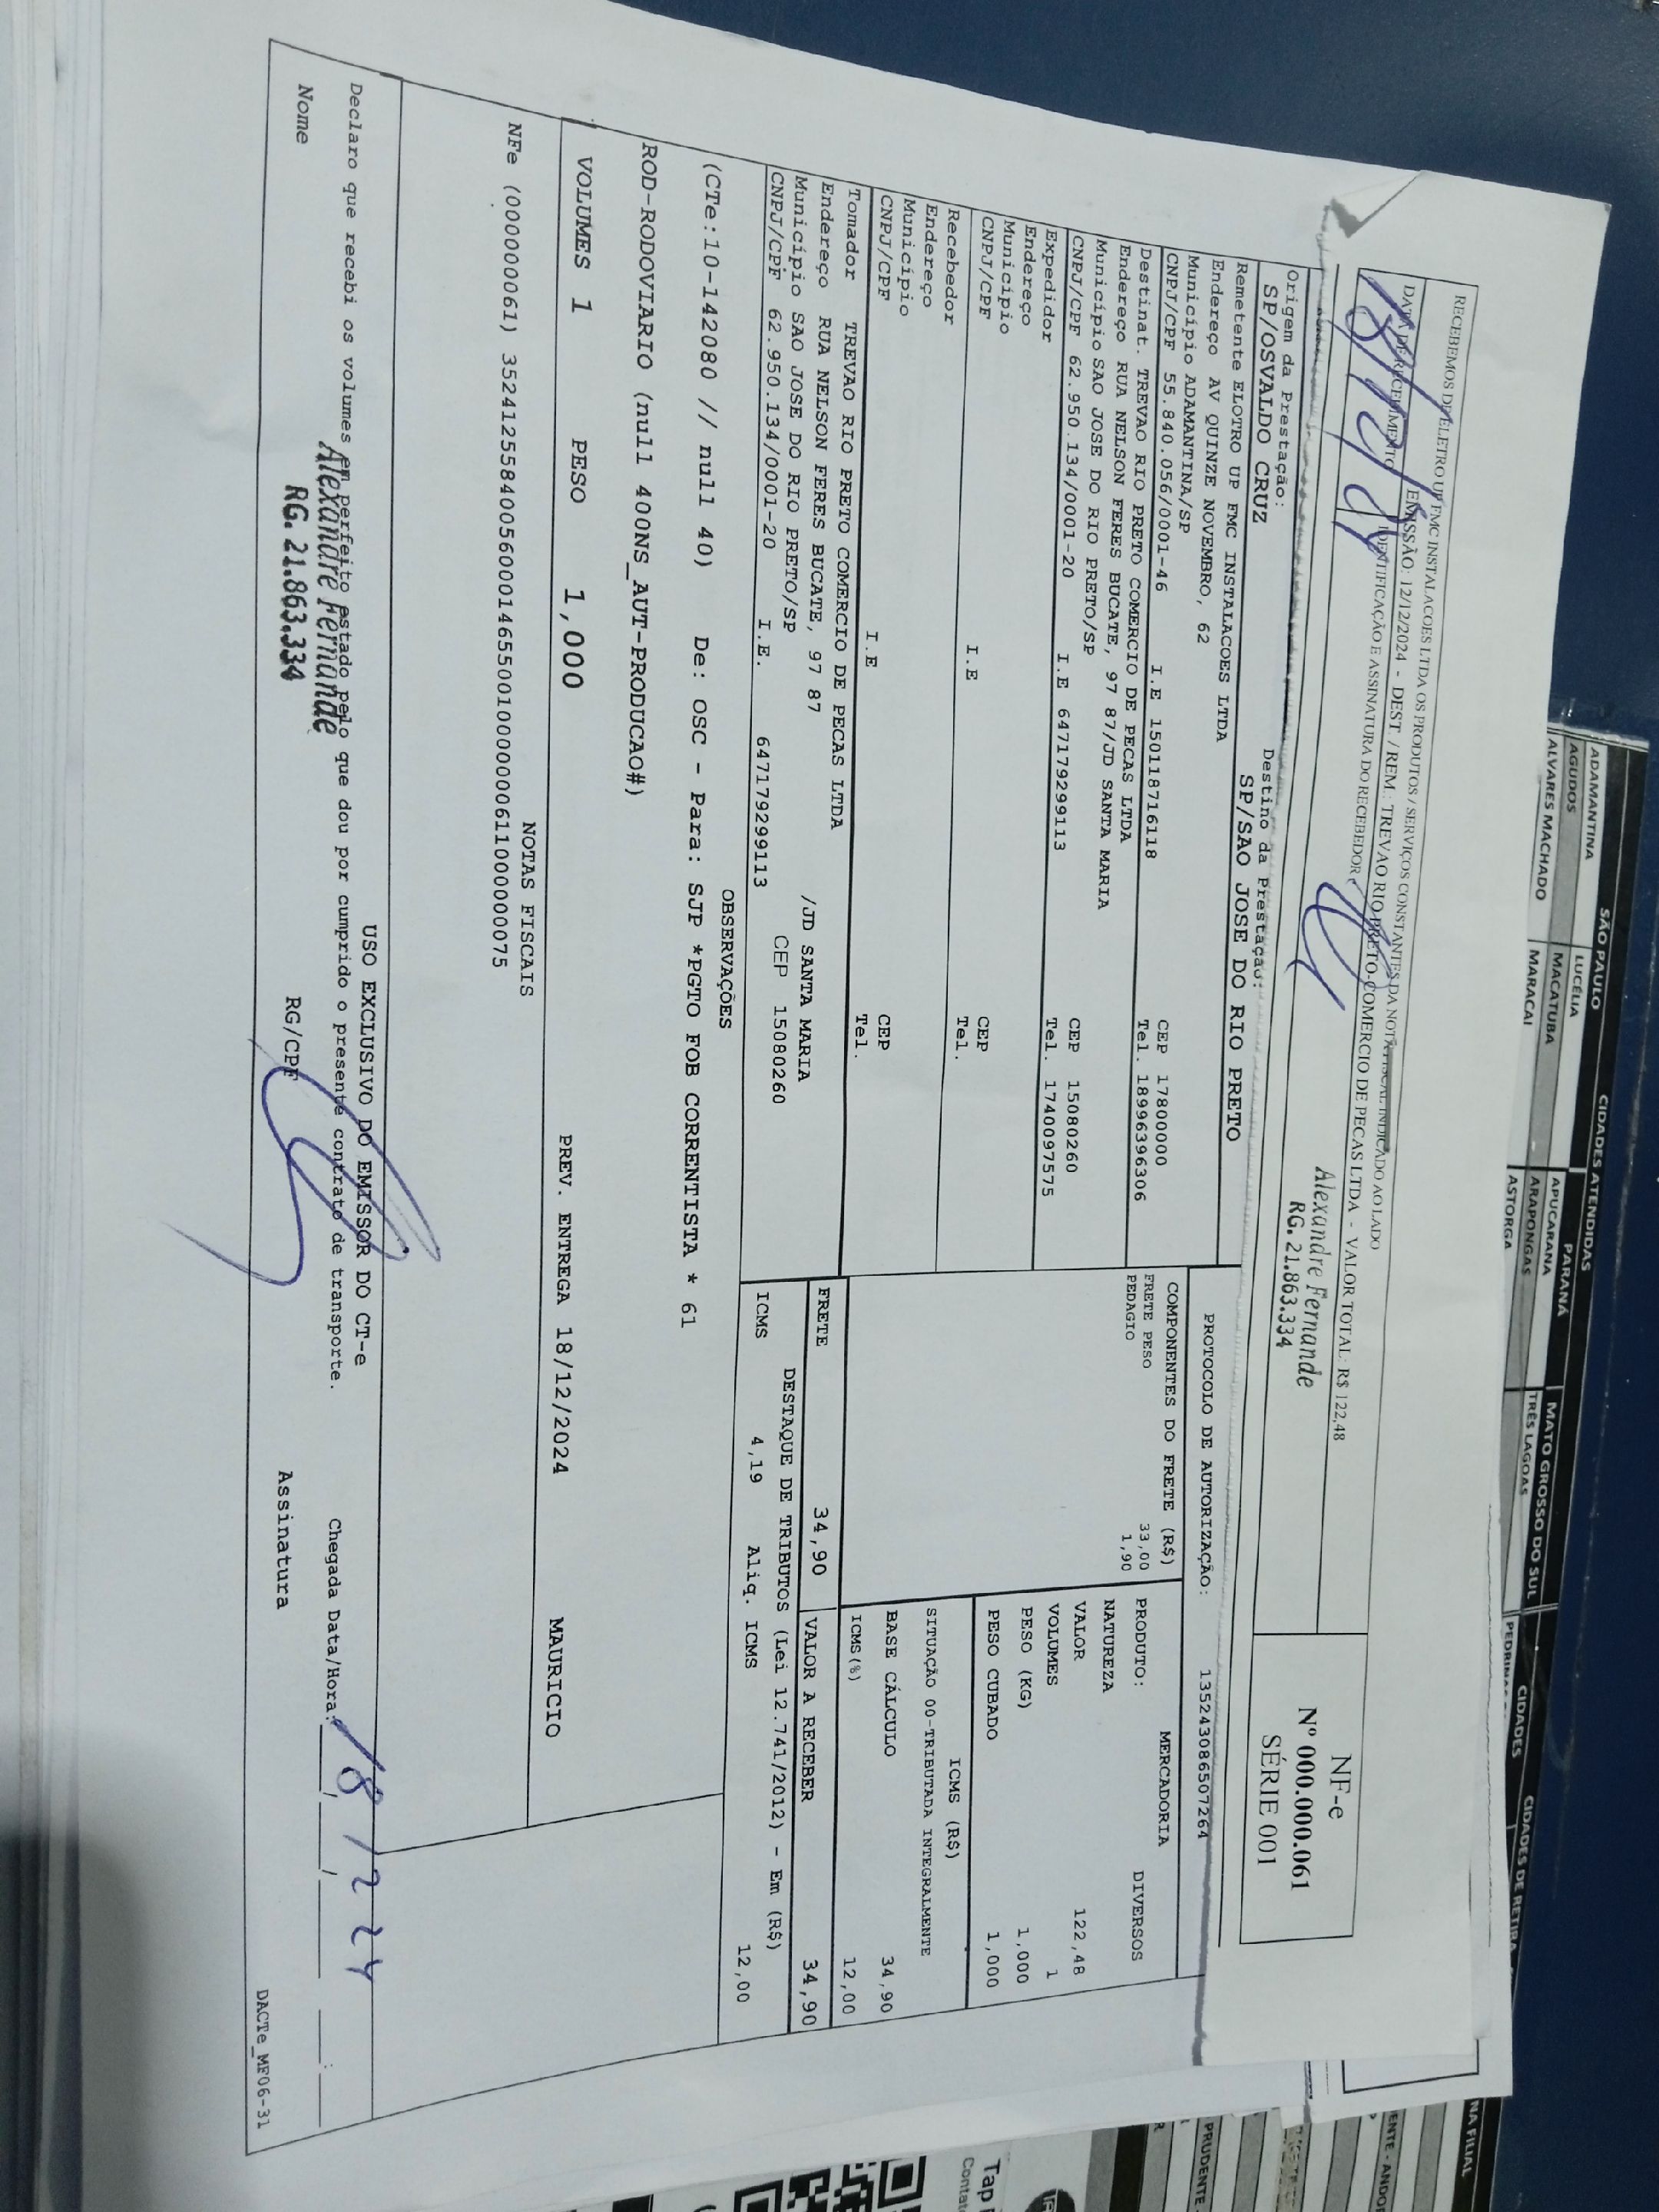 RECEBEMOS DE ELETRO UP FMC INSTALACOES LTDA OS PRODUTOS / SERVIÇOS CONSTANTES DA NOTA FISCAL INDICADO AO LADO
EMISSÃO: 12/12/2024 - DEST. / REM.: TREVAO RIO PRETO COMERCIO DE PECAS LTDA - VALOR TOTAL: R$ 122,48
DATA DE RECEBIMENTO
IDENTIFICAÇÃO E ASSINATURA DO RECEBEDOR
Alexandre Fernande
RG. 21.863.334
NF-e
Nº 000.000.061
SÉRIE 001
Origem da Prestação:
SP/OSVALDO CRUZ
Destino da Prestação:
SP/SAO JOSE DO RIO PRETO
PROTOCOLO DE AUTORIZAÇÃO: 135243086507264
Remetente ELOTRO UP FMC INSTALACOES LTDA
Endereço AV QUINZE NOVEMBRO, 62
Município ADAMANTINA/SP CEP 17800000
CNPJ/CPF 55.840.056/0001-46 I.E 150118716118 Tel. 18996396306
Destinat. TREVAO RIO PRETO COMERCIO DE PECAS LTDA
Endereço RUA NELSON FERES BUCATE, 97 87/JD SANTA MARIA
Município SAO JOSE DO RIO PRETO/SP CEP 15080260
CNPJ/CPF 62.950.134/0001-20 I.E 647179299113 Tel. 1740097575
Expedidor
Endereço
Município CEP
CNPJ/CPF I.E Tel.
Recebedor
Endereço
Município CEP
CNPJ/CPF I.E Tel.
Tomador TREVAO RIO PRETO COMERCIO DE PECAS LTDA
Endereço RUA NELSON FERES BUCATE, 97 87 /JD SANTA MARIA
Município SAO JOSE DO RIO PRETO/SP CEP 15080260
CNPJ/CPF 62.950.134/0001-20 I.E. 647179299113
COMPONENTES DO FRETE (R$)
FRETE PESO 33,00
PEDAGIO 1,90
MERCADORIA
PRODUTO: DIVERSOS
NATUREZA
VALOR 122,48
VOLUMES 1
PESO (KG) 1,000
PESO CUBADO 1,000
ICMS (R$)
SITUAÇÃO 00-TRIBUTADA INTEGRALMENTE
BASE CÁLCULO 34,90
ICMS(%) 12,00
FRETE 34,90 VALOR A RECEBER 34,90
DESTAQUE DE TRIBUTOS (Lei 12.741/2012) - Em (R$)
ICMS 4,19 Aliq. ICMS 12,00
OBSERVAÇÕES
(CTe:10-142080 // null 40) De: OSC - Para: SJP *PGTO FOB CORRENTISTA * 61
ROD-RODOVIARIO (null 400NS_AUT-PRODUCAO#)
VOLUMES 1 PESO 1,000 PREV. ENTREGA 18/12/2024 MAURICIO
NOTAS FISCAIS
NFe (000000061) 35241255840056000146550010000000611000000075
USO EXCLUSIVO DO EMISSOR DO CT-e
Declaro que recebi os volumes em perfeito estado pelo que dou por cumprido o presente contrato de transporte.
Chegada Data/Hora: 18 12 24
Alexandre Fernande
RG. 21.863.334
Nome RG/CPF Assinatura
DACTe_MF06-31
SÃO PAULO
CIDADES ATENDIDAS
PARANÁ
MATO GROSSO DO SUL
CIDADES
CIDADES DE RETIRA
NA FILIAL
ADAMANTINA
AGUDOS
ALVARES MACHADO
LUCÉLIA
MACATUBA
MARACAI
APUCARANA
ARAPONGAS
ASTORGA
TRÊS LAGOAS
PRUDENTE
Tap